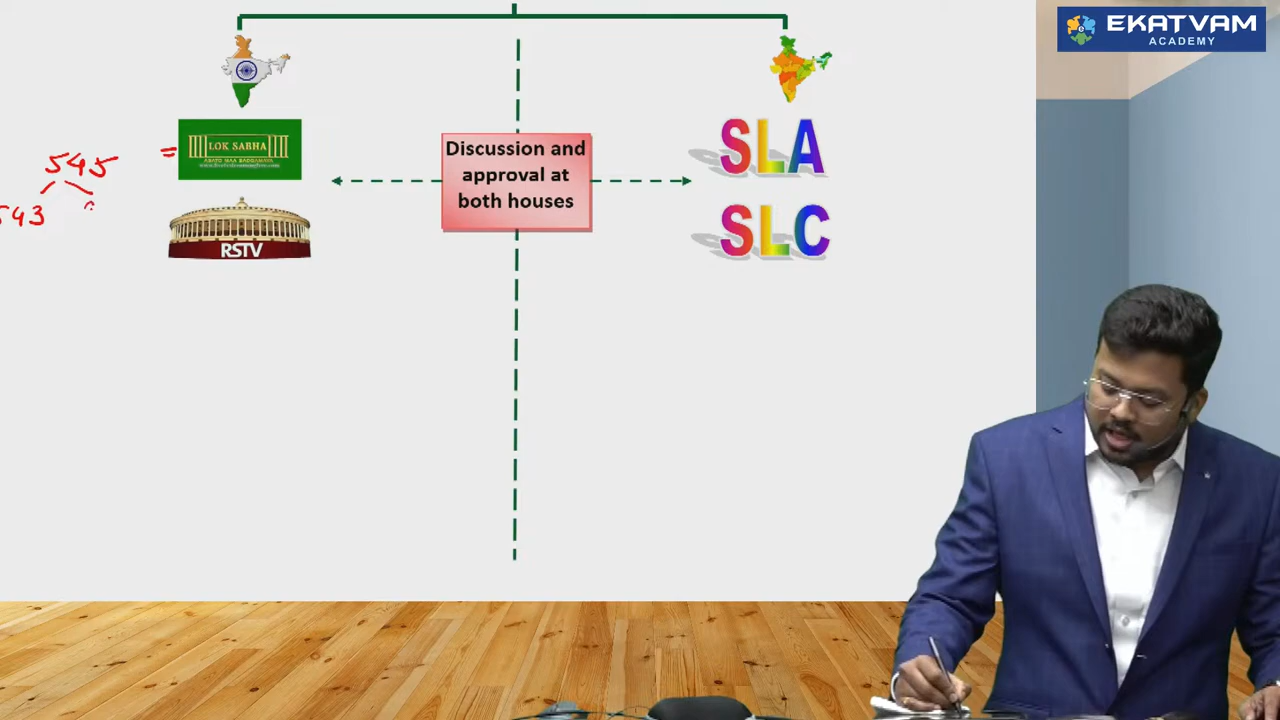 EKATVAM
ACADEMY
LOK SABHA
545
=
543
RSTV
Discussion and
approval at
both houses
SLA
SLC